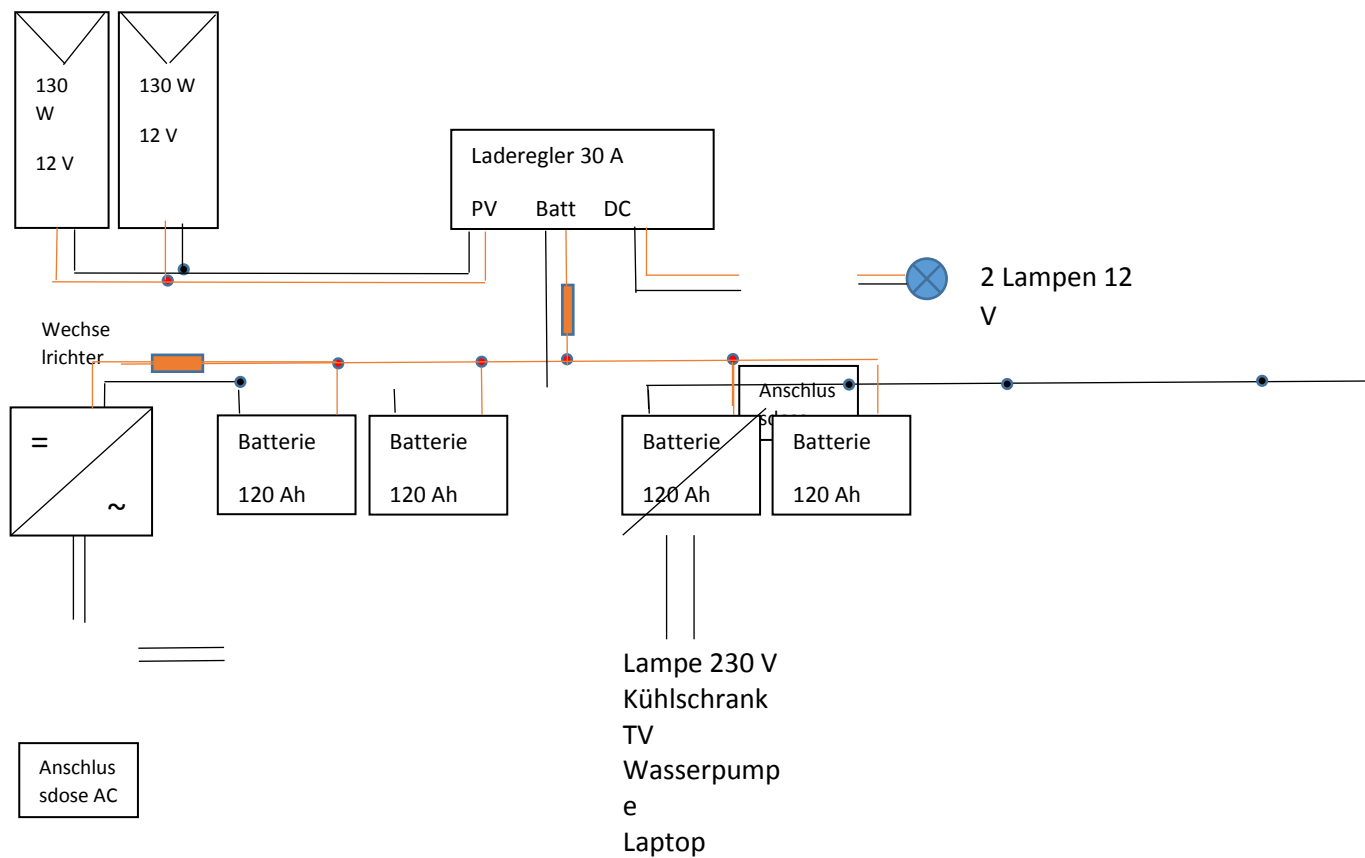 130
W
12 V
130 W
12 V
Laderegler 30 A
PV Batt DC
2 Lampen 12
V
Wechse
lrichter
Anschlus
=
~
Batterie
120 Ah
Batterie
120 Ah
Batterie
120 Ah
Batterie
120 Ah
Lampe 230 V
Kühlschrank
TV
Wasserpump
e
Laptop
Anschlus
sdose AC